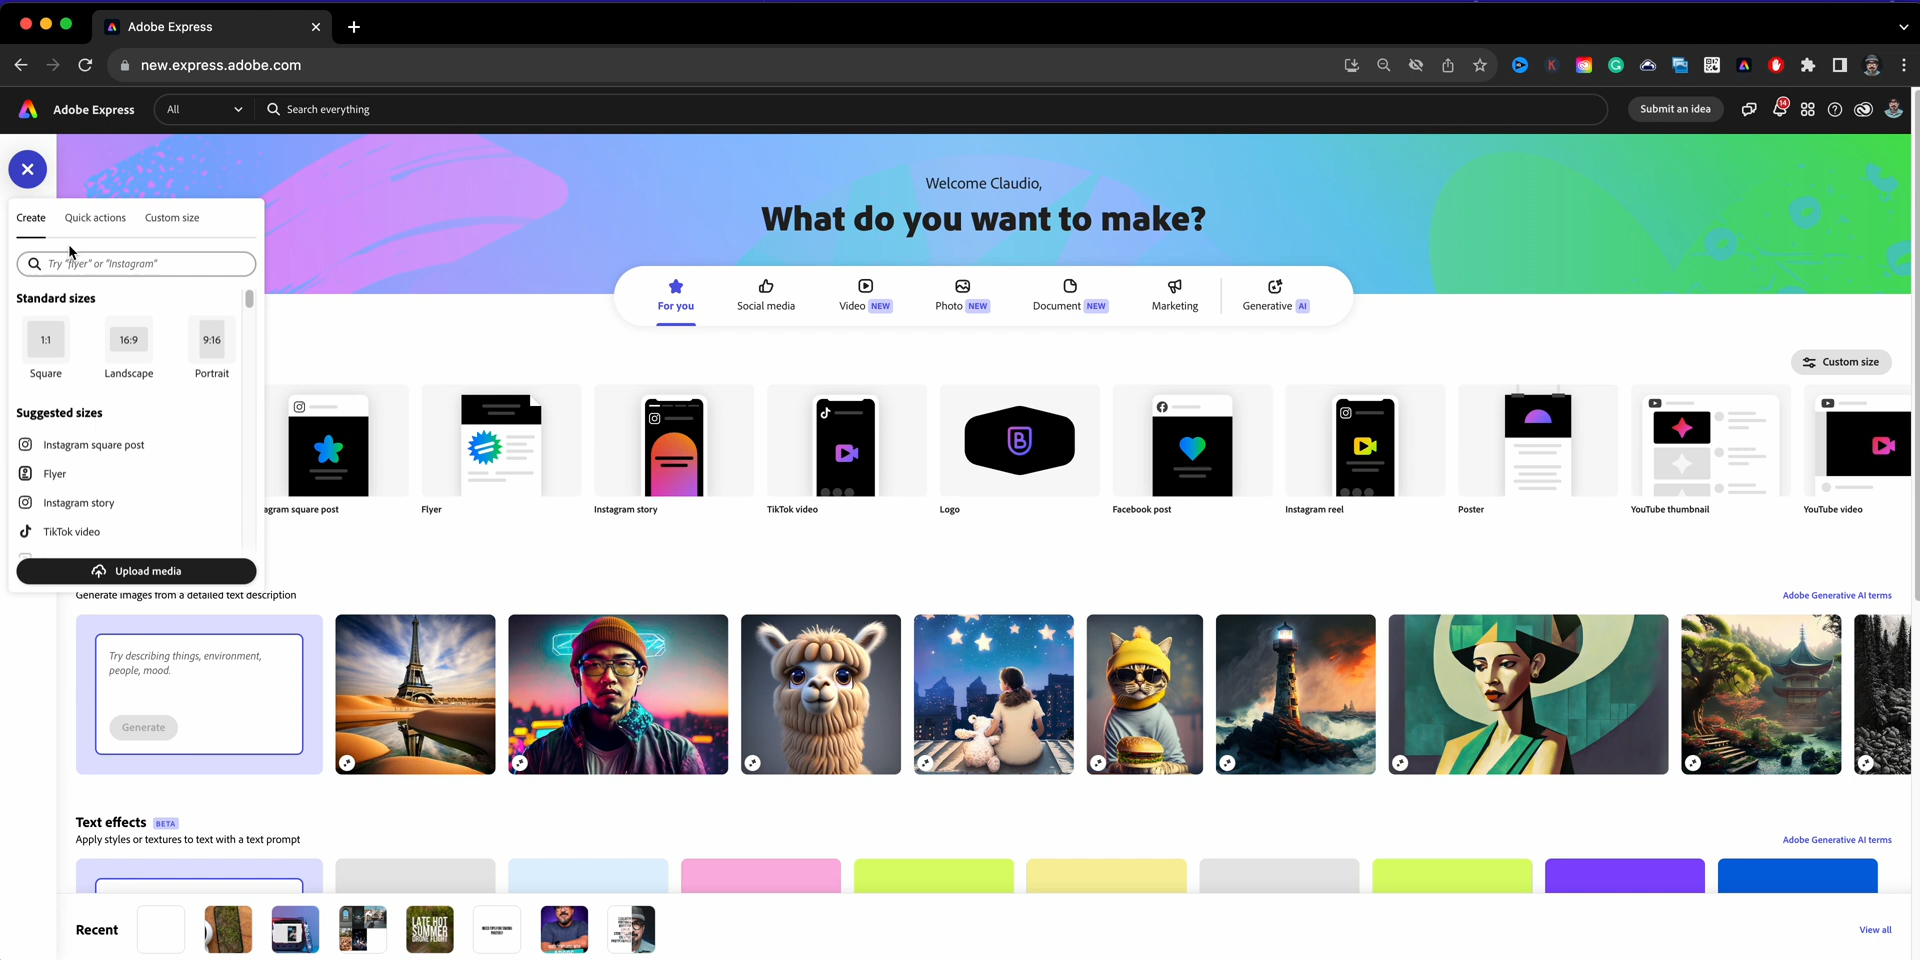 Adobe Express
new.express.adobe.com
Adobe Express
All
Search everything
Submit an idea
14
Welcome Claudio,
What do you want to make?
Create
Quick actions
Custom size
Try "flyer" or "Instagram"
Standard sizes
1:1
16:9
9:16
Square
Landscape
Portrait
Suggested sizes
Instagram square post
Flyer
Instagram story
TikTok video
Upload media
For you
Social media
Video NEW
Photo NEW
Document NEW
Marketing
Generative AI
Custom size
B
agram square post
Flyer
Instagram story
TikTok video
Logo
Facebook post
Instagram reel
Poster
YouTube thumbnail
YouTube video
Generate images from a detailed text description
Adobe Generative AI terms
Try describing things, environment,
people, mood.
Generate
Text effects BETA
Apply styles or textures to text with a text prompt
Adobe Generative AI terms
Recent
LATE HOT
SUMMER
DRONE FLIGHT
View all